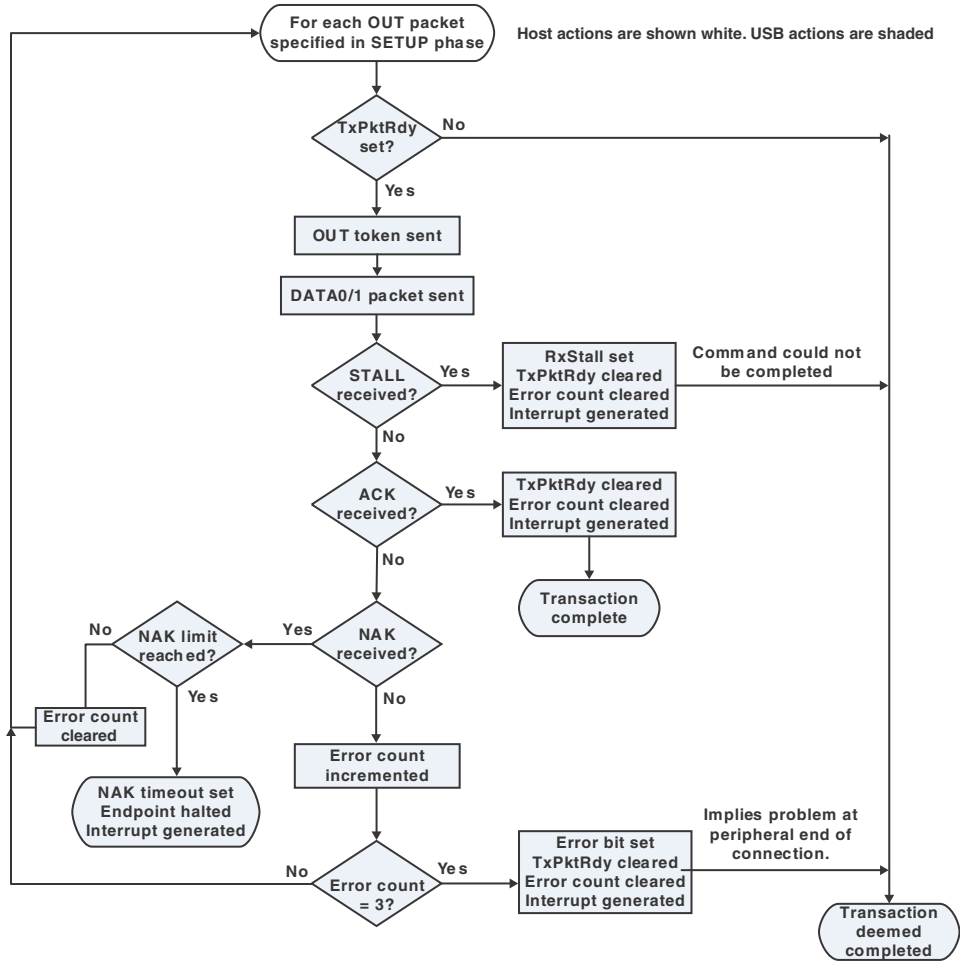 For each OUT packet
specified in SETUP phase
Host actions are shown white. USB actions are shaded
TxPktRdy
set?
No
Yes
OUT token sent
DATA0/1 packet sent
STALL
received?
Yes
RxStall set
TxPktRdy cleared
Error count cleared
Interrupt generated
Command could not
be completed
No
ACK
received?
Yes
TxPktRdy cleared
Error count cleared
Interrupt generated
No
Transaction
complete
NAK
received?
Yes
NAK limit
reached?
No
Yes
Error count
cleared
NAK timeout set
Endpoint halted
Interrupt generated
No
Error count
incremented
Error count
= 3?
No
Yes
Error bit set
TxPktRdy cleared
Error count cleared
Interrupt generated
Implies problem at
peripheral end of
connection.
Transaction
deemed
completed